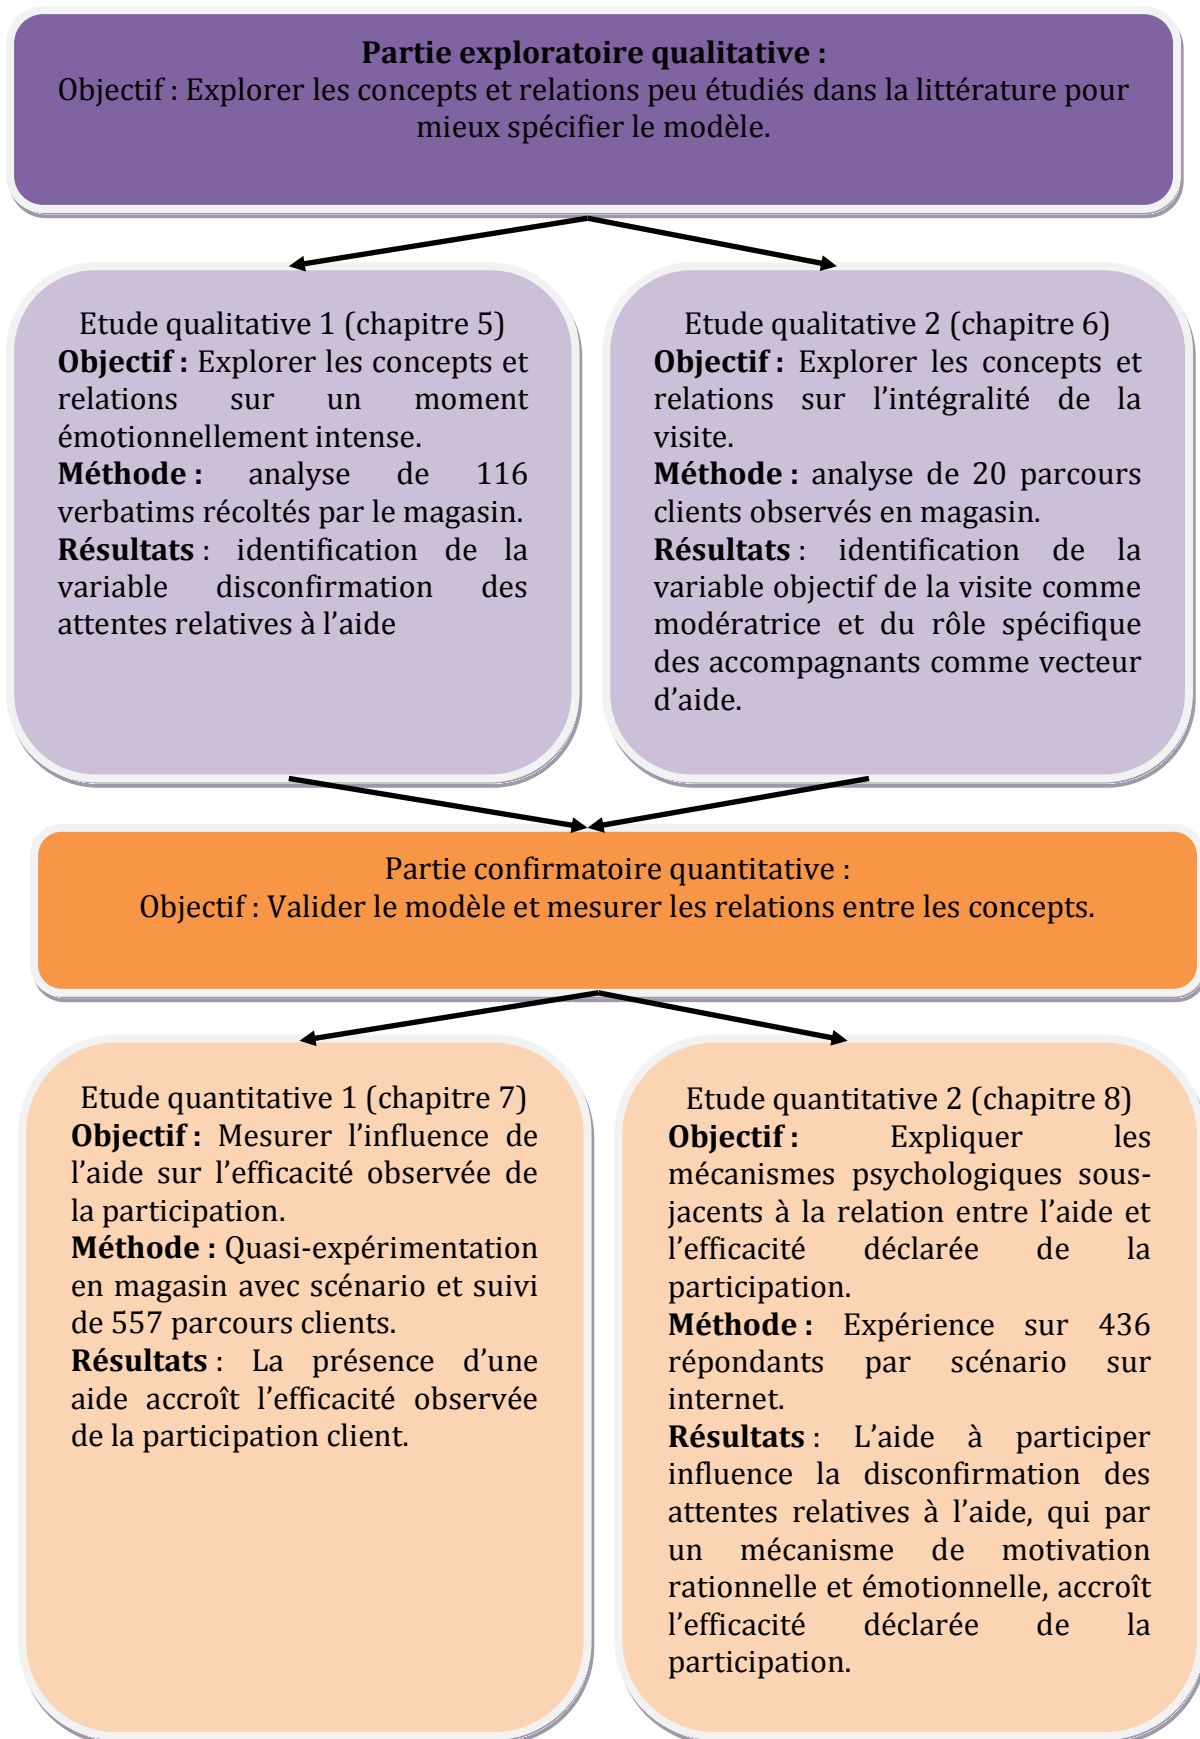 Partie exploratoire qualitative :
Objectif : Explorer les concepts et relations peu étudiés dans la littérature pour
mieux spécifier le modèle.
Etude qualitative 1 (chapitre 5)
Objectif : Explorer les concepts et
relations sur un moment
émotionnellement intense.
Méthode : analyse de 116
verbatims récoltés par le magasin.
Résultats : identification de la
variable disconfirmation des
attentes relatives à l’aide
Etude qualitative 2 (chapitre 6)
Objectif : Explorer les concepts et
relations sur l’intégralité de la
visite.
Méthode : analyse de 20 parcours
clients observés en magasin.
Résultats : identification de la
variable objectif de la visite comme
modératrice et du rôle spécifique
des accompagnants comme vecteur
d’aide.
Partie confirmatoire quantitative :
Objectif : Valider le modèle et mesurer les relations entre les concepts.
Etude quantitative 1 (chapitre 7)
Objectif : Mesurer l’influence de
l’aide sur l’efficacité observée de
la participation.
Méthode : Quasi-expérimentation
en magasin avec scénario et suivi
de 557 parcours clients.
Résultats : La présence d’une
aide accroît l’efficacité observée
de la participation client.
Etude quantitative 2 (chapitre 8)
Objectif : Expliquer les
mécanismes psychologiques sous-
jacents à la relation entre l’aide et
l’efficacité déclarée de la
participation.
Méthode : Expérience sur 436
répondants par scénario sur
internet.
Résultats : L’aide à participer
influence la disconfirmation des
attentes relatives à l’aide, qui par
un mécanisme de motivation
rationnelle et émotionnelle, accroît
l’efficacité déclarée de la
participation.